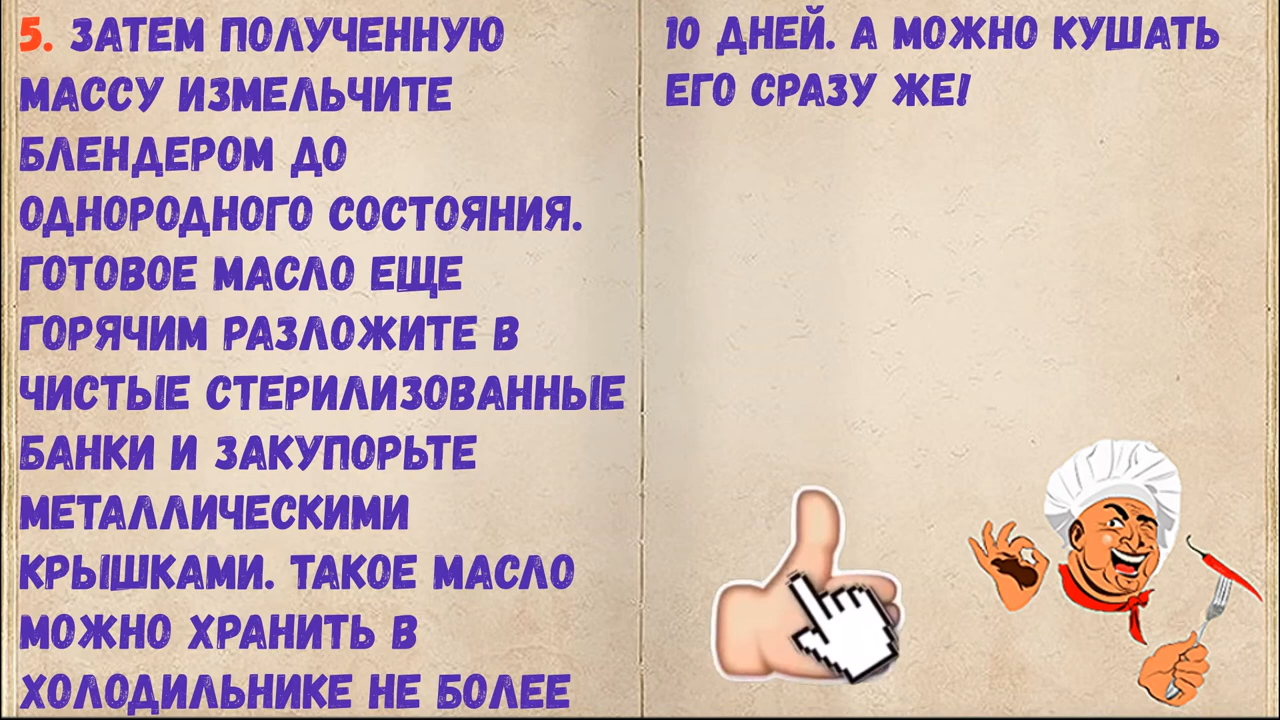 5. ЗАТЕМ ПОЛУЧЕННУЮ
МАССУ ИЗМЕЛЬЧИТЕ
БЛЕНДЕРОМ ДО
ОДНОРОДНОГО СОСТОЯНИЯ.
ГОТОВОЕ МАСЛО ЕЩЕ
ГОРЯЧИМ РАЗЛОЖИТЕ В
ЧИСТЫЕ СТЕРИЛИЗОВАННЫЕ
БАНКИ И ЗАКУПОРЬТЕ
МЕТАЛЛИЧЕСКИМИ
КРЫШКАМИ. ТАКОЕ МАСЛО
МОЖНО ХРАНИТЬ В
ХОЛОДИЛЬНИКЕ НЕ БОЛЕЕ
10 ДНЕЙ. А МОЖНО КУШАТЬ
ЕГО СРАЗУ ЖЕ!